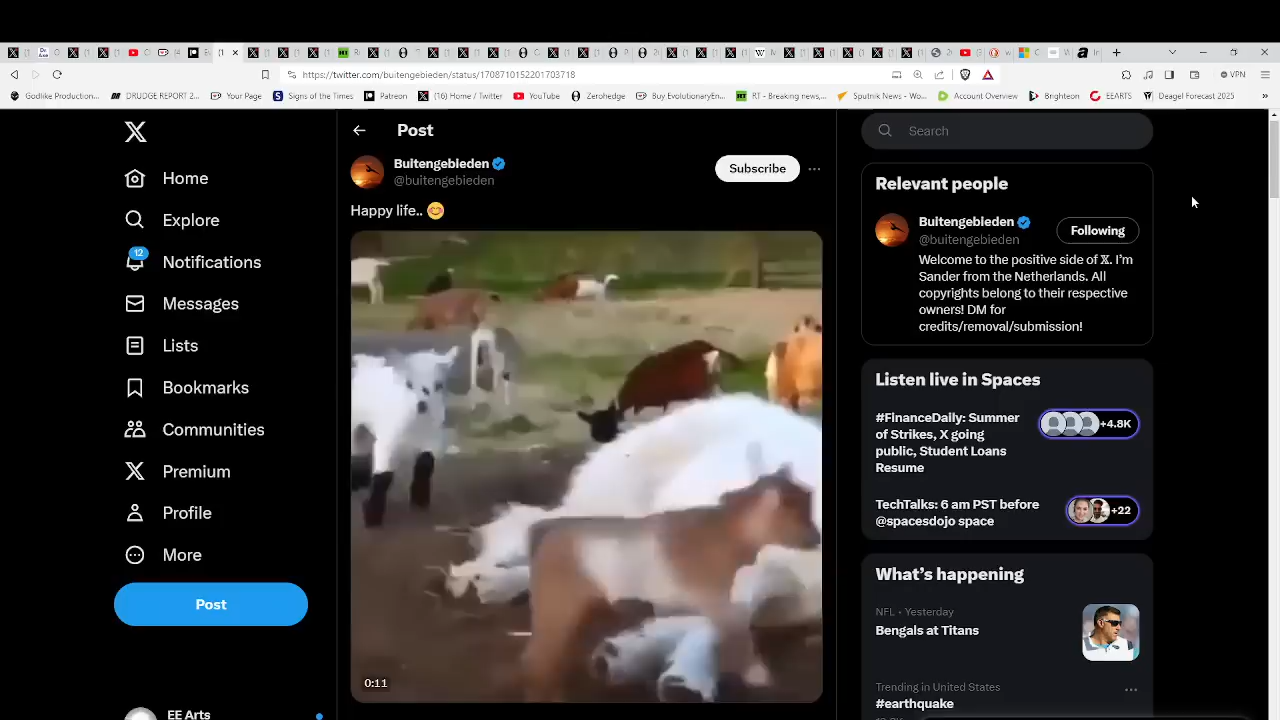 https://twitter.com/buitengebieden/status/1708710152201703718
VPN
Godlike Production...
DRUDGE REPORT 2...
Your Page
Signs of the Times
Patreon
(16) Home / Twitter
YouTube
Zerohedge
Buy EvolutionaryEn...
RT - Breaking news,...
Sputnik News - Wo...
Account Overview
Brighteon
EEARTS
Deagel Forecast 2025
»
Home
Explore
12
Notifications
Messages
Lists
Bookmarks
Communities
Premium
Profile
More
Post
EE Arts
Post
Buitengebieden
@buitengebieden
Subscribe
Happy life.. 😊
0:11
Search
Relevant people
Buitengebieden
@buitengebieden
Following
Welcome to the positive side of 𝕏. I'm
Sander from the Netherlands. All
copyrights belong to their respective
owners! DM for
credits/removal/submission!
Listen live in Spaces
#FinanceDaily: Summer
of Strikes, X going
public, Student Loans
Resume
+4.8K
TechTalks: 6 am PST before
@spacesdojo space
+22
What's happening
NFL · Yesterday
Bengals at Titans
Trending in United States
#earthquake